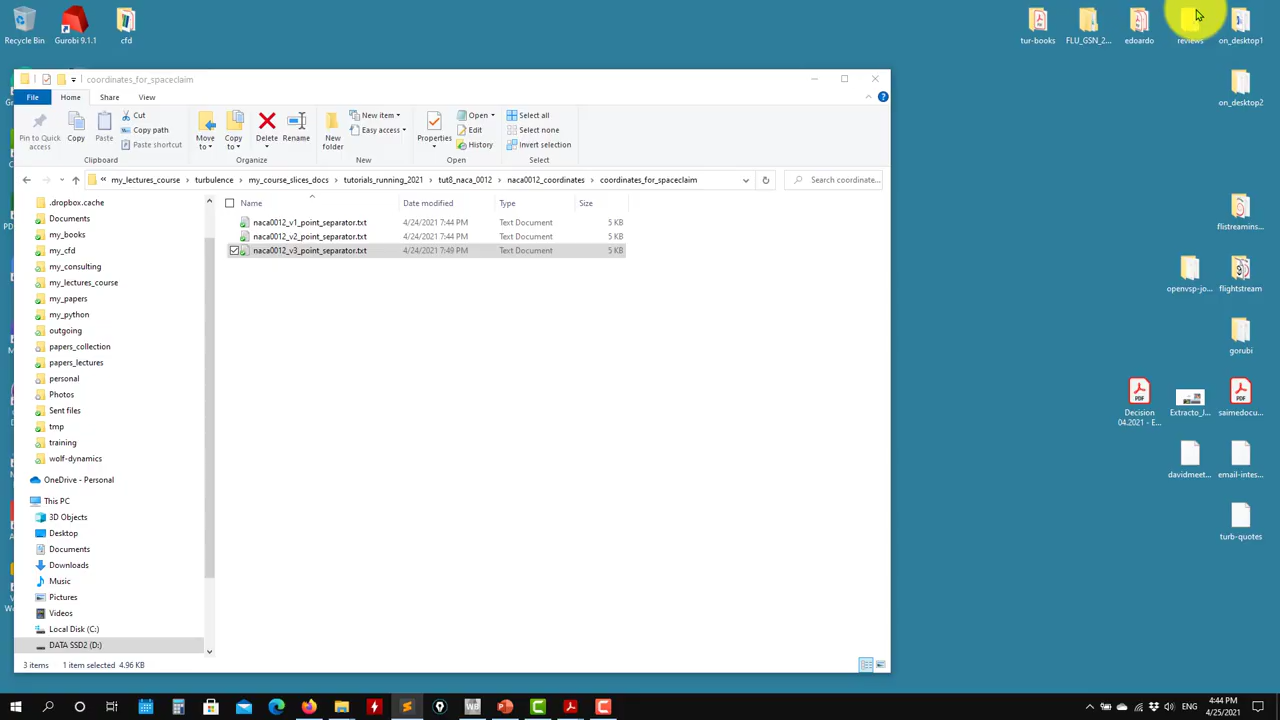 Recycle Bin
Gurobi 9.1.1
cfd
tur-books
FLU_GSN_2...
edoardo
reviews
on_desktop1
coordinates_for_spaceclaim
on_desktop2
File
Home
Share
View
Pin to Quick
access
Copy
Paste
Cut
Copy path
Paste shortcut
Move
to
Copy
to
Delete
Rename
New
folder
New item
Easy access
Properties
Open
Edit
History
Select all
Select none
Invert selection
Clipboard
Organize
New
Open
Select
« my_lectures_course › turbulence › my_course_slices_docs › tutorials_running_2021 › tut8_naca_0012 › naca0012_coordinates › coordinates_for_spaceclaim
Search coordinate...
Name
Date modified
Type
Size
naca0012_v1_point_separator.txt 4/24/2021 7:44 PM Text Document 5 KB
naca0012_v2_point_separator.txt 4/24/2021 7:44 PM Text Document 5 KB
naca0012_v3_point_separator.txt 4/24/2021 7:49 PM Text Document 5 KB
.dropbox.cache
Documents
my_books
my_cfd
my_consulting
my_lectures_course
my_papers
my_python
outgoing
papers_collection
papers_lectures
personal
Photos
Sent files
tmp
training
wolf-dynamics
OneDrive - Personal
This PC
3D Objects
Desktop
Documents
Downloads
Music
Pictures
Videos
Local Disk (C:)
DATA SSD2 (D:)
3 items 1 item selected 4.96 KB
flistreamins...
openvsp-jo...
flightstream
gorubi
Decision
04.2021 - E...
Extracto_I...
saimedocu...
davidmeet...
email-intes...
turb-quotes
ENG
4:44 PM
4/25/2021